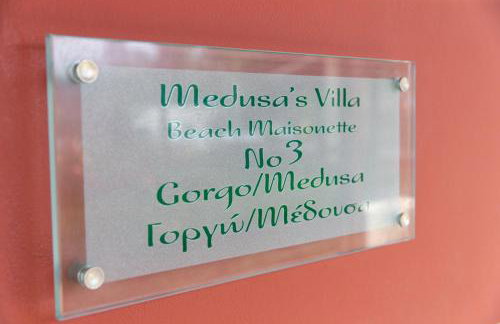 Medusa's Villa
Beach Maisonette
No 3
Gorgo/Medusa
Γοργώ/Μέδουσα